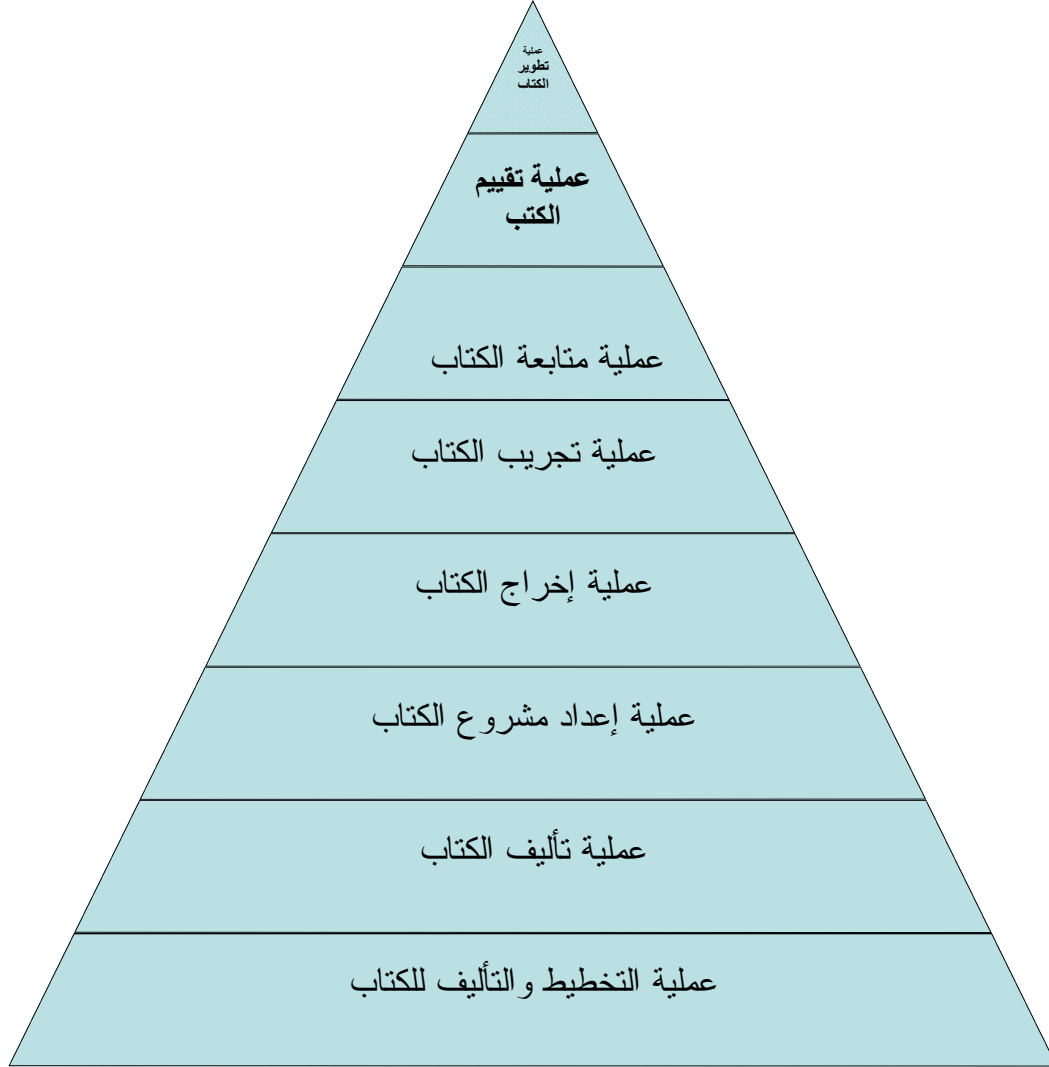 عملية
تطوير
الكتاب
عملية تقييم
الكتب
عملية متابعة الكتاب
عملية تجريب الكتاب
عملية إخراج الكتاب
عملية إعداد مشروع الكتاب
عملية تأليف الكتاب
عملية التخطيط والتأليف للكتاب